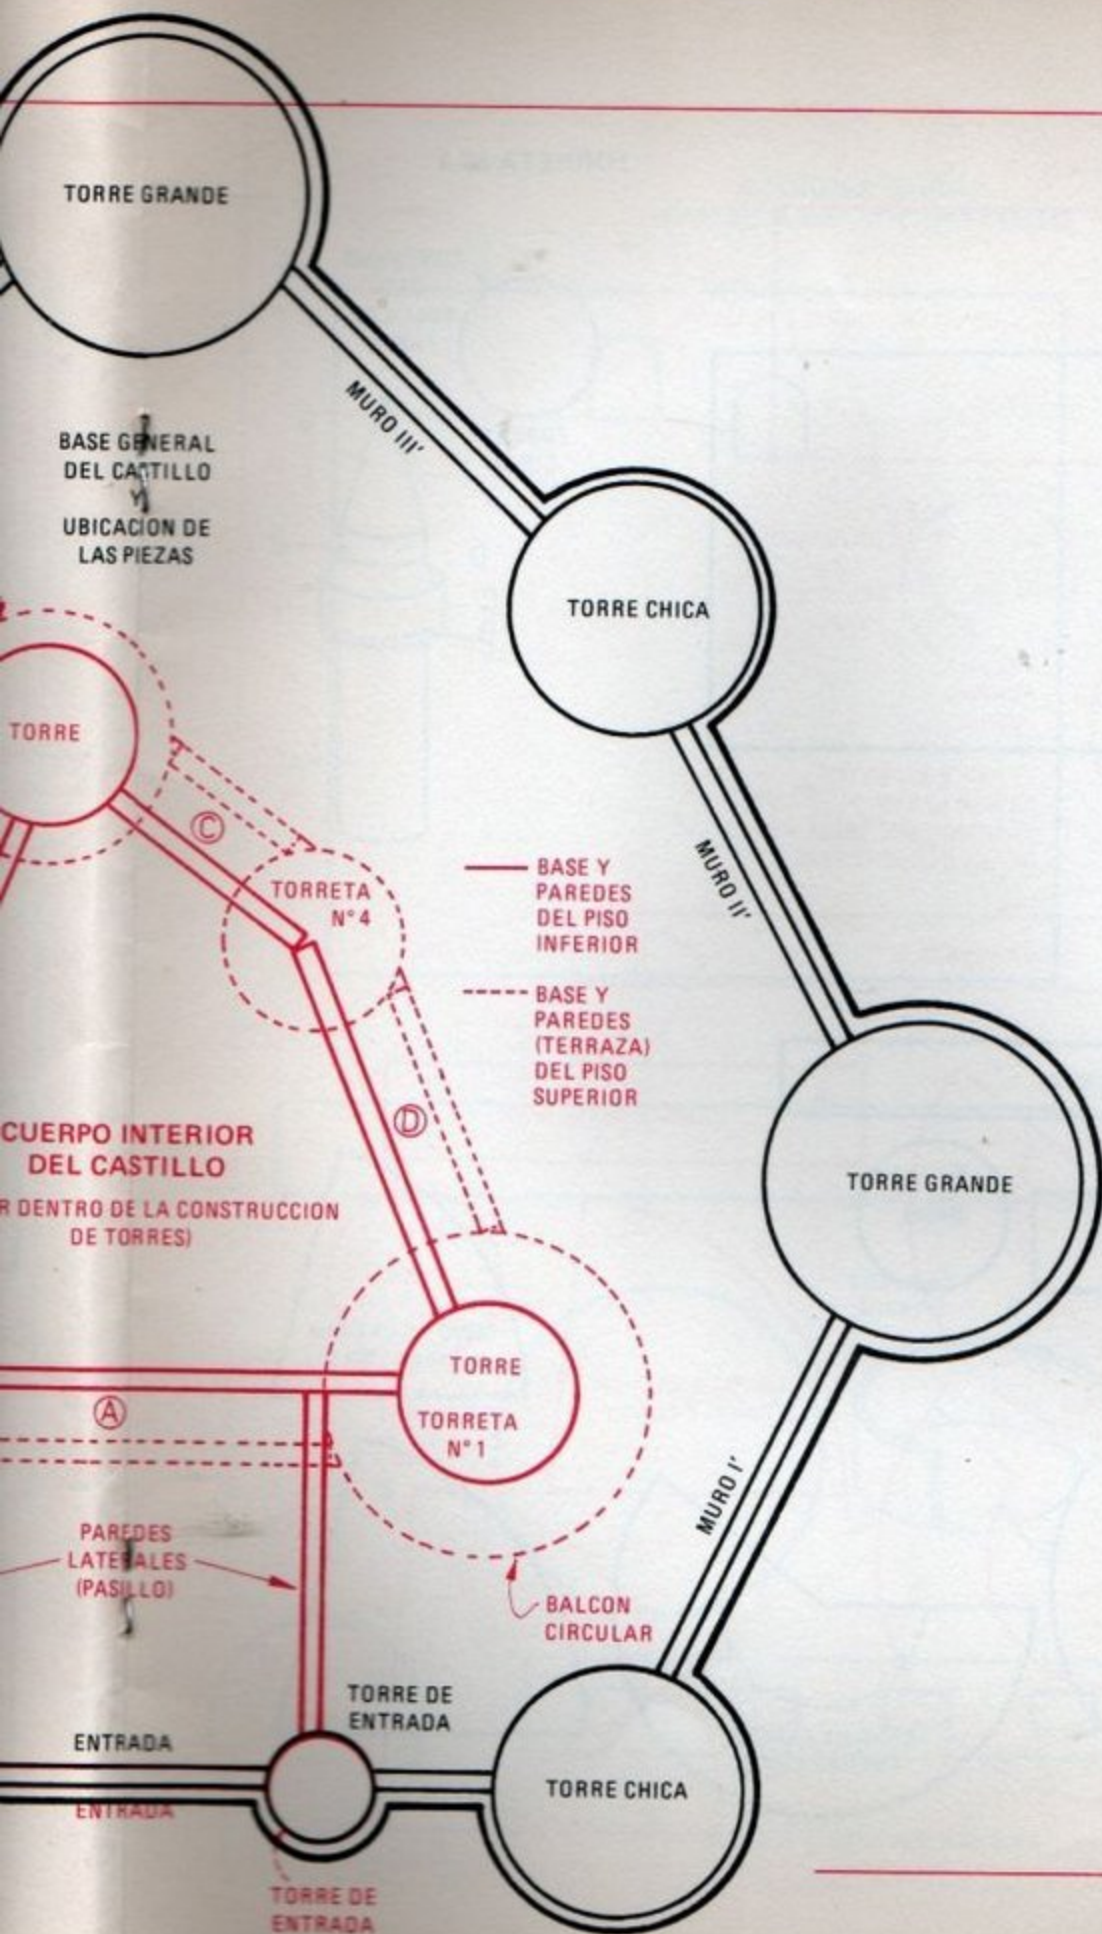 TORRE GRANDE
MURO III'
BASE GENERAL
DEL CASTILLO
Y
UBICACION DE
LAS PIEZAS
TORRE CHICA
TORRE
C
TORRETA
N° 4
MURO II'
BASE Y
PAREDES
DEL PISO
INFERIOR
BASE Y
PAREDES
(TERRAZA)
DEL PISO
SUPERIOR
D
CUERPO INTERIOR
DEL CASTILLO
R DENTRO DE LA CONSTRUCCION
DE TORRES)
TORRE GRANDE
TORRE
TORRETA
N° 1
A
MURO I'
PAREDES
LATERALES
(PASILLO)
BALCON
CIRCULAR
TORRE DE
ENTRADA
ENTRADA
TORRE CHICA
ENTRADA
TORRE DE
ENTRADA